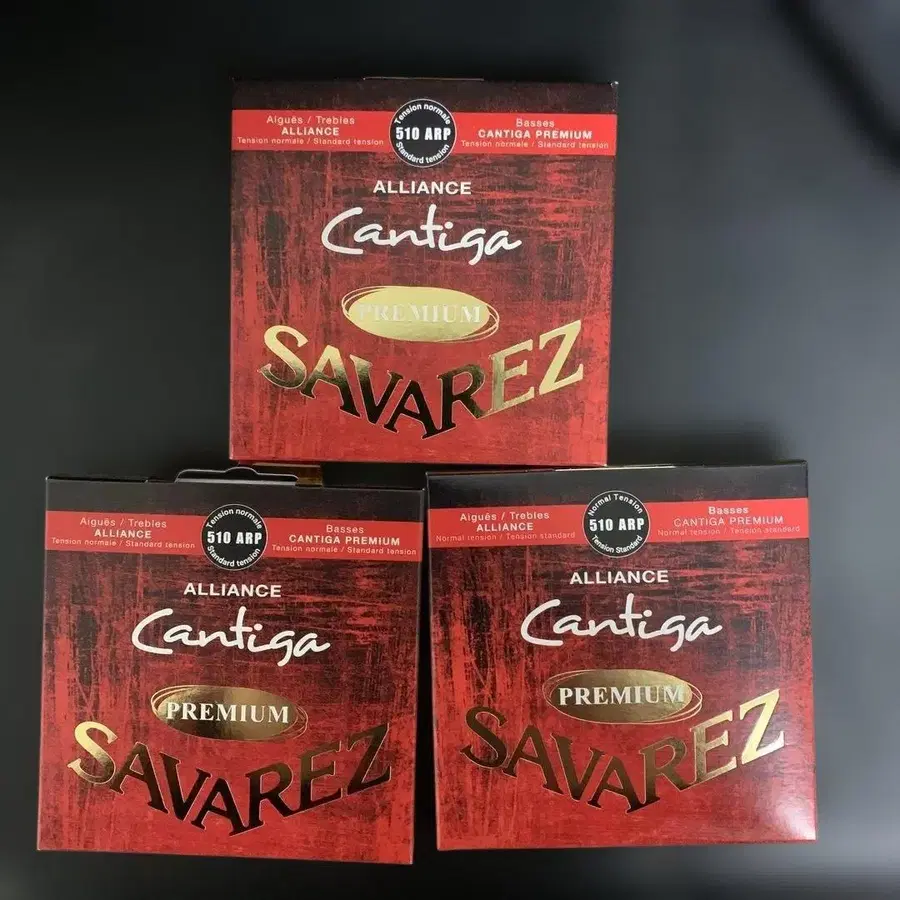 Aiguës / Trebles
ALLIANCE
Tension normale / Standard tension
Tension normale
510 ARP
Standard tension
Basses
CANTIGA PREMIUM
Tension normale / Standard tension
ALLIANCE
Cantiga
PREMIUM
SAVAREZ
Aiguës / Trebles
ALLIANCE
Tension normale / Standard tension
Tension normale
510 ARP
Standard tension
Basses
CANTIGA PREMIUM
Tension normale / Standard tension
ALLIANCE
Cantiga
PREMIUM
SAVAREZ
Aiguës / Trebles
ALLIANCE
Normal tension / Tension standard
Normal Tension
510 ARP
Tension Standard
Basses
CANTIGA PREMIUM
Normal tension / Tension standard
ALLIANCE
Cantiga
PREMIUM
SAVAREZ